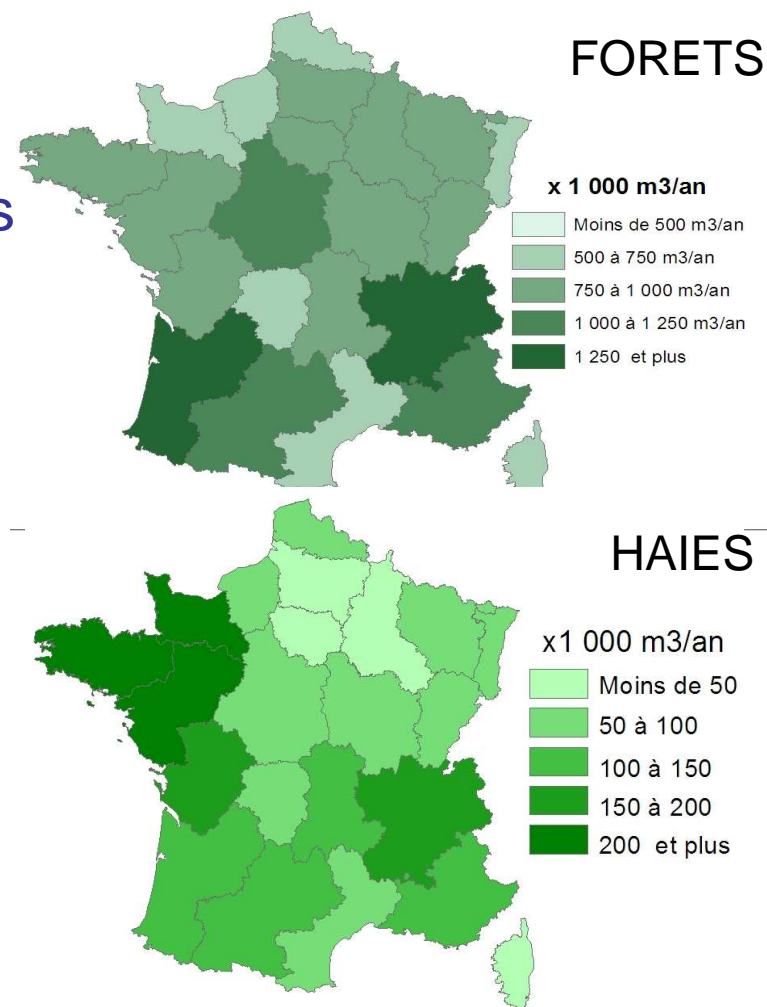 FORETS
s
x 1 000 m3/an
Moins de 500 m3/an
500 à 750 m3/an
750 à 1 000 m3/an
1 000 à 1 250 m3/an
1 250 et plus
HAIES
x1 000 m3/an
Moins de 50
50 à 100
100 à 150
150 à 200
200 et plus